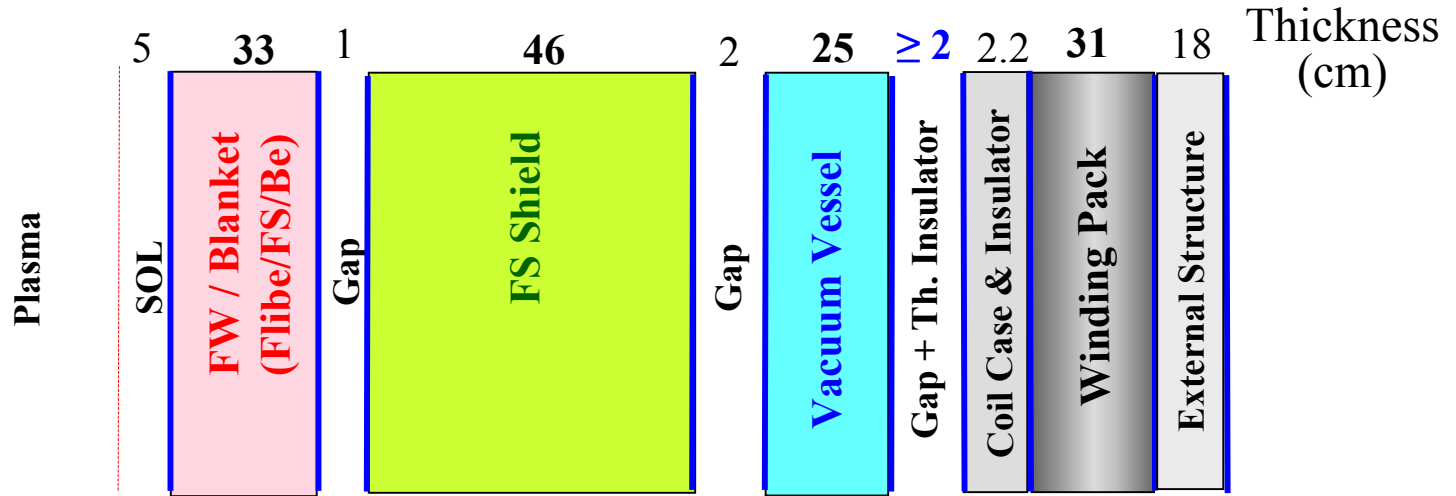 5
33
1
46
2
25
≥ 2
2.2
31
18
Thickness
(cm)
Plasma
SOL
FW / Blanket
(Flibe/FS/Be)
Gap
FS Shield
Gap
Vacuum Vessel
Gap + Th. Insulator
Coil Case & Insulator
Winding Pack
External Structure